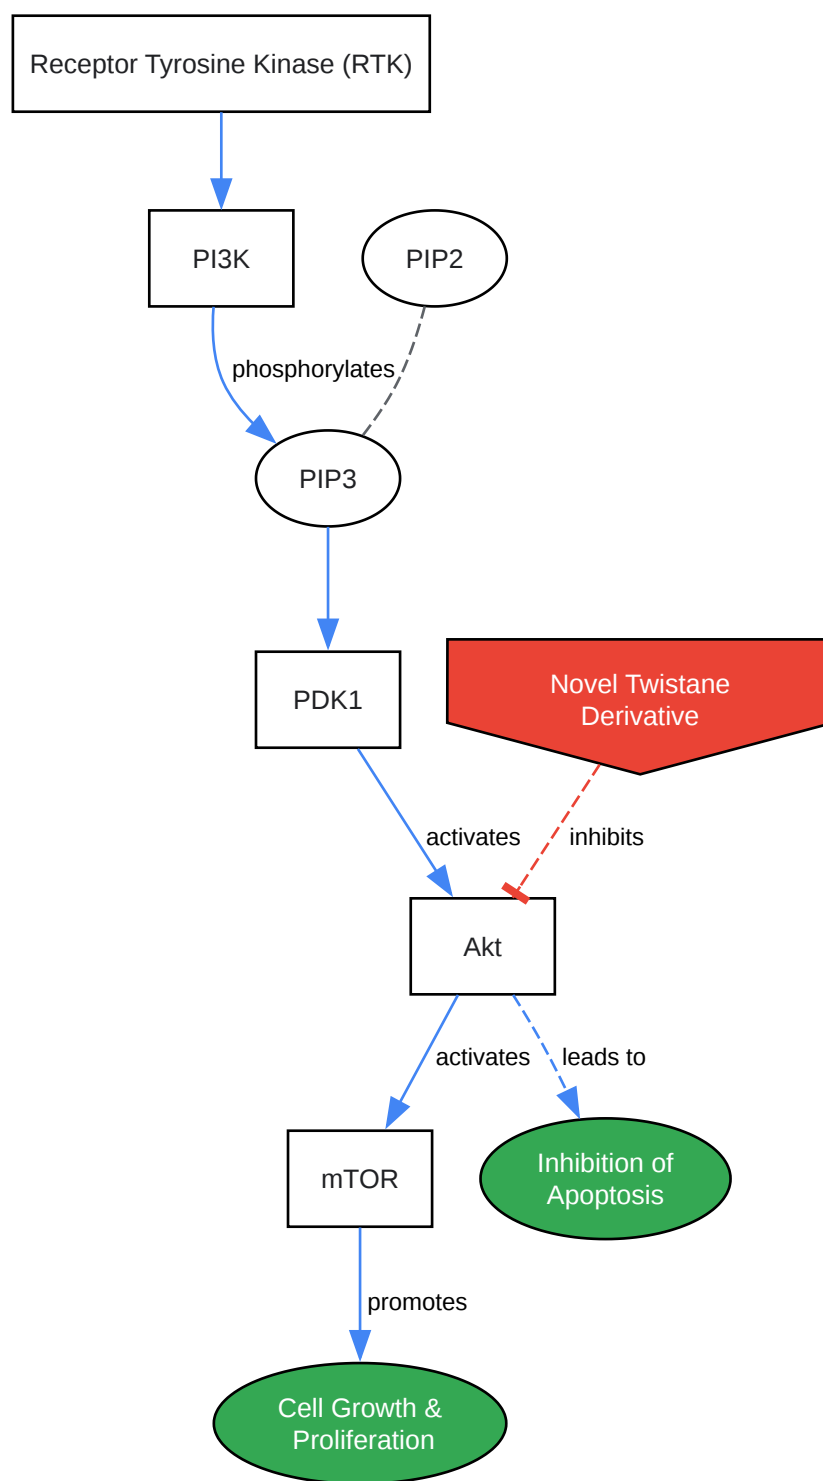 Receptor Tyrosine Kinase (RTK)
PI3K
PIP2
phosphorylates
PIP3
PDK1
Novel Twistane
Derivative
activates
inhibits
Akt
activates
leads to
mTOR
Inhibition of
Apoptosis
promotes
Cell Growth &
Proliferation